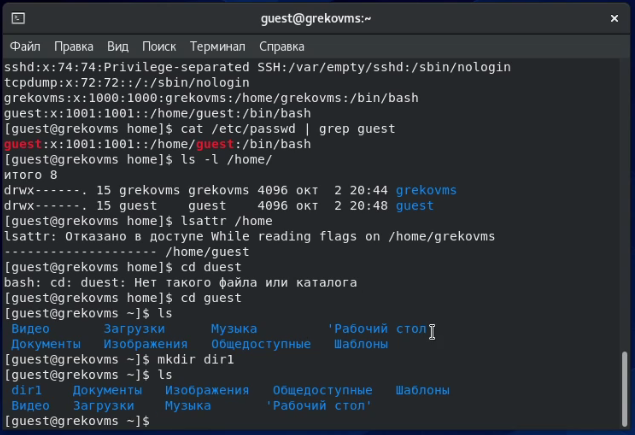 guest@grekovms:~
Файл Правка Вид Поиск Терминал Справка
sshd:x:74:74:Privilege-separated SSH:/var/empty/sshd:/sbin/nologin
tcpdump:x:72:72::/:/sbin/nologin
grekovms:x:1000:1000:grekovms:/home/grekovms:/bin/bash
guest:x:1001:1001::/home/guest:/bin/bash
[guest@grekovms home]$ cat /etc/passwd | grep guest
guest:x:1001:1001::/home/guest:/bin/bash
[guest@grekovms home]$ ls -l /home/
итого 8
drwx------. 15 grekovms grekovms 4096 окт  2 20:44 grekovms
drwx------. 15 guest    guest    4096 окт  2 20:48 guest
[guest@grekovms home]$ lsattr /home
lsattr: Отказано в доступе While reading flags on /home/grekovms
-------------------- /home/guest
[guest@grekovms home]$ cd duest
bash: cd: duest: Нет такого файла или каталога
[guest@grekovms home]$ cd guest
[guest@grekovms ~]$ ls
Видео Загрузки Музыка 'Рабочий стол'
Документы Изображения Общедоступные Шаблоны
[guest@grekovms ~]$ mkdir dir1
[guest@grekovms ~]$ ls
dir1 Документы Изображения Общедоступные Шаблоны
Видео Загрузки Музыка 'Рабочий стол'
[guest@grekovms ~]$